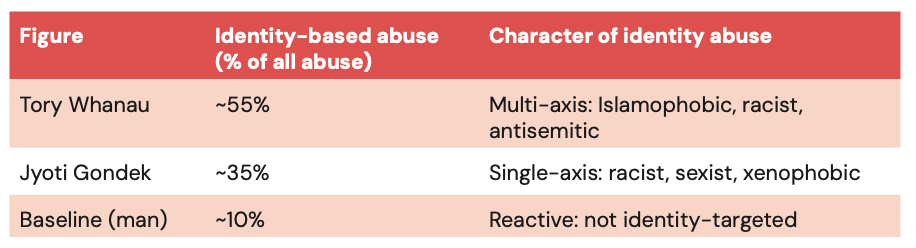 Figure Identity-based abuse Character of identity abuse
(% of all abuse)
Tory Whanau ~55% Multi-axis: Islamophobic, racist,
antisemitic
Jyoti Gondek ~35% Single-axis: racist, sexist, xenophobic
Baseline (man) ~10% Reactive: not identity-targeted